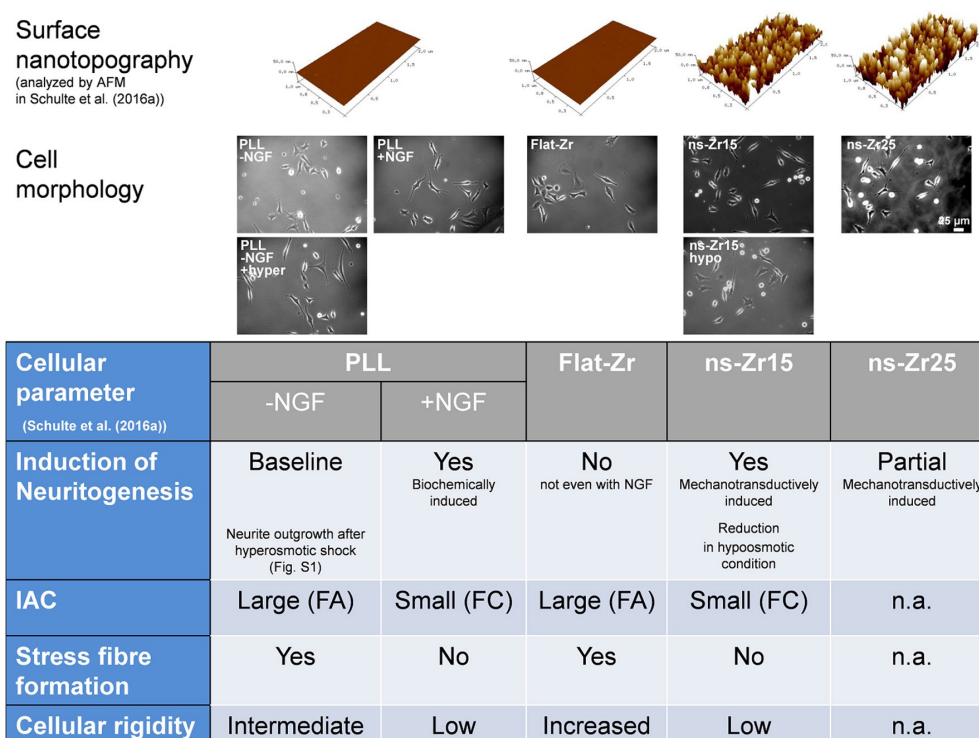 Surface
nanotopography
(analyzed by AFM
in Schulte et al. (2016a))
Cell
morphology
PLL
-NGF
PLL
+NGF
Flat-Zr
ns-Zr15
ns-Zr25
25 µm
PLL
-NGF
+hyper
ns-Zr15
hypo
Cellular
parameter
(Schulte et al. (2016a))
PLL
Flat-Zr
ns-Zr15
ns-Zr25
-NGF
+NGF
Induction of
Neuritogenesis
Baseline
Neurite outgrowth after
hyperosmotic shock
(Fig. S1)
Yes
Biochemically
induced
No
not even with NGF
Yes
Mechanotransductively
induced
Reduction
in hypoosmotic
condition
Partial
Mechanotransductively
induced
IAC
Large (FA)
Small (FC)
Large (FA)
Small (FC)
n.a.
Stress fibre
formation
Yes
No
Yes
No
n.a.
Cellular rigidity
Intermediate
Low
Increased
Low
n.a.